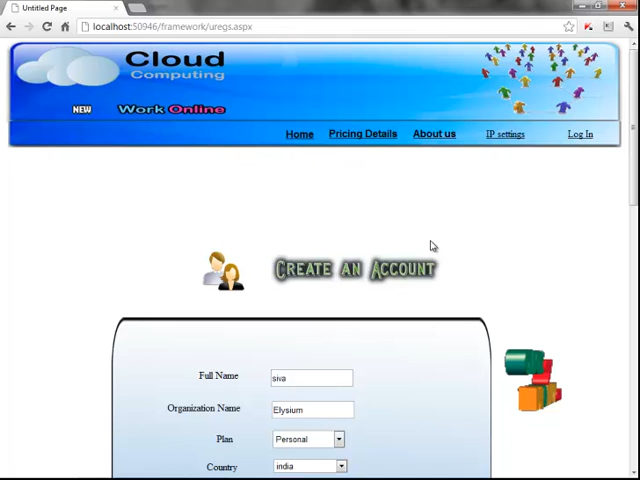 Untitled Page
localhost:50946/framework/uregs.aspx
Cloud
Computing
NEW Work Online
Home Pricing Details About us IP settings Log In
CREATE AN ACCOUNT
Full Name siva
Organization Name Elysium
Plan Personal
Country india